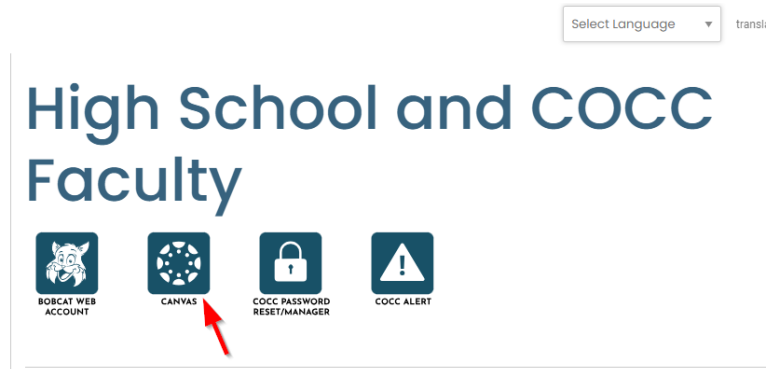 Select Language
High School and COCC
Faculty
BOBCAT WEB
ACCOUNT
CANVAS
COCC PASSWORD
RESET/MANAGER
COCC ALERT